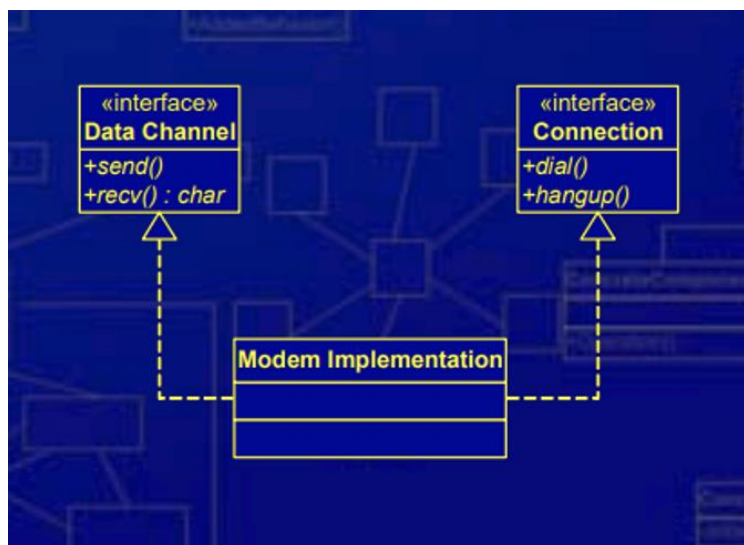 «interface»
Data Channel
+send()
+recv() : char
«interface»
Connection
+dial()
+hangup()
Modem Implementation